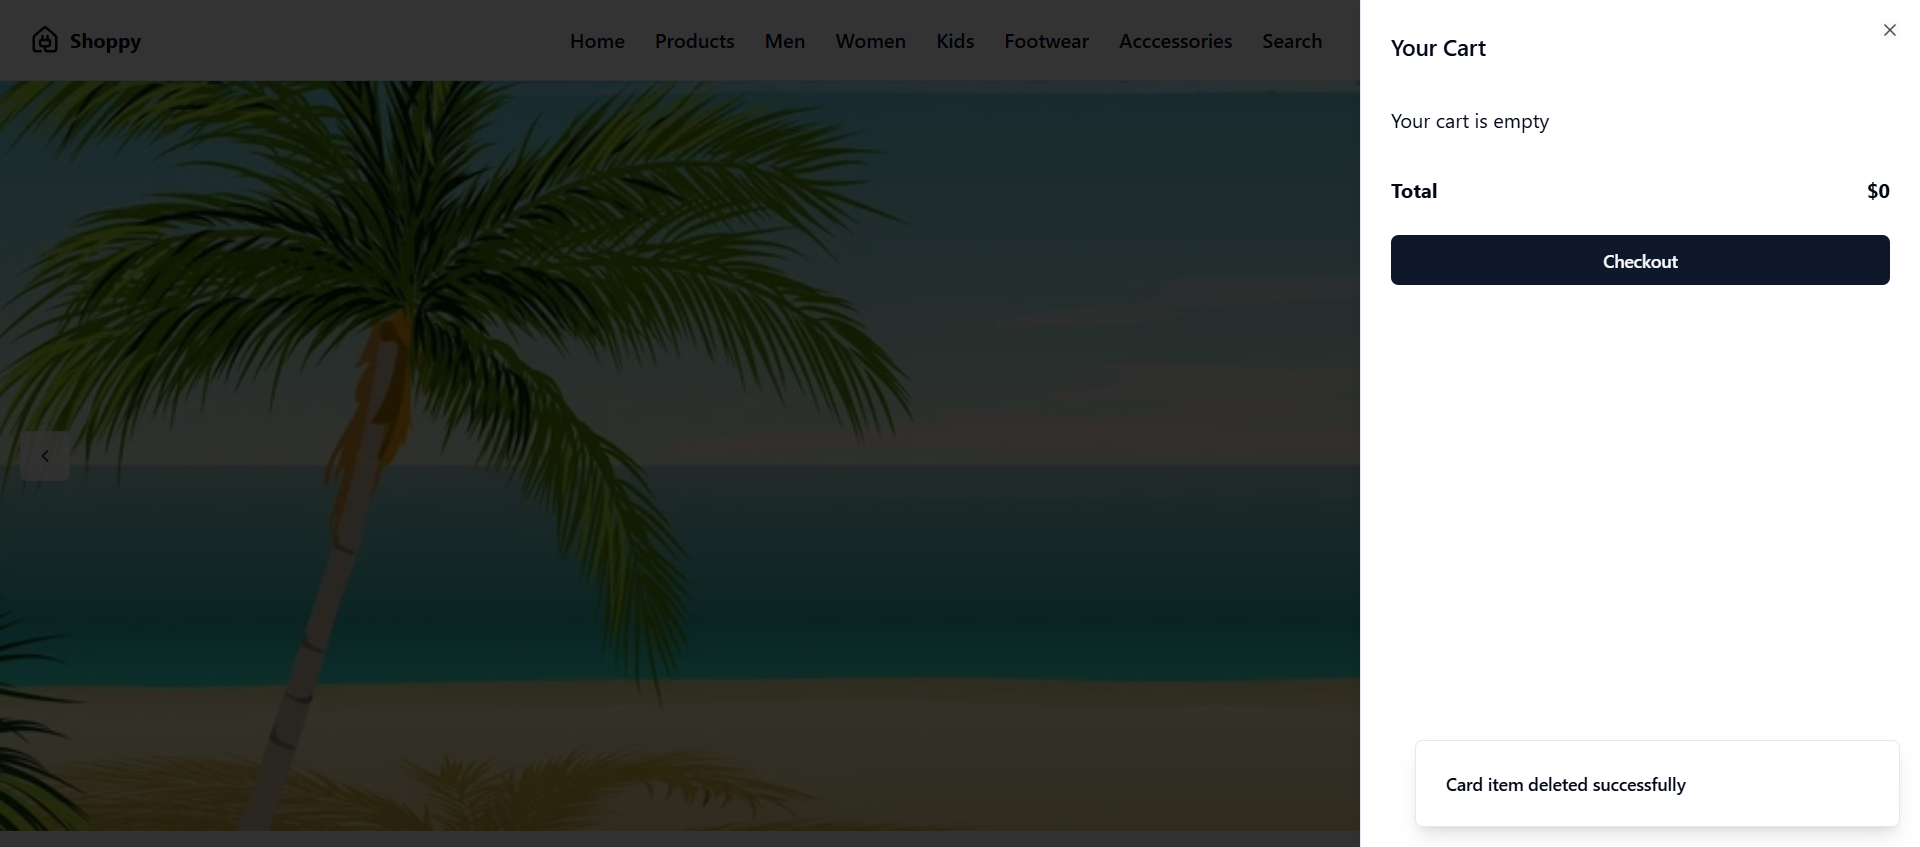 Shoppy
Home Products Men Women Kids Footwear Acccessories Search
Your Cart
Your cart is empty
Total $0
Checkout
Card item deleted successfully